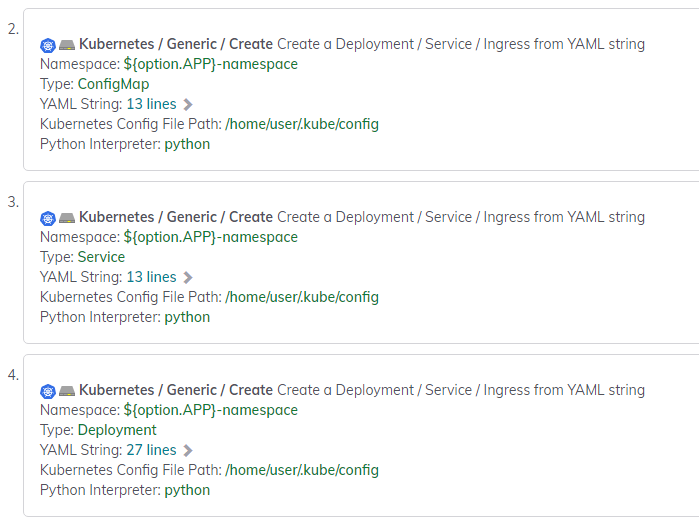 2.
Kubernetes / Generic / Create Create a Deployment / Service / Ingress from YAML string
Namespace: ${option.APP}-namespace
Type: ConfigMap
YAML String: 13 lines
Kubernetes Config File Path: /home/user/.kube/config
Python Interpreter: python
3.
Kubernetes / Generic / Create Create a Deployment / Service / Ingress from YAML string
Namespace: ${option.APP}-namespace
Type: Service
YAML String: 13 lines
Kubernetes Config File Path: /home/user/.kube/config
Python Interpreter: python
4.
Kubernetes / Generic / Create Create a Deployment / Service / Ingress from YAML string
Namespace: ${option.APP}-namespace
Type: Deployment
YAML String: 27 lines
Kubernetes Config File Path: /home/user/.kube/config
Python Interpreter: python